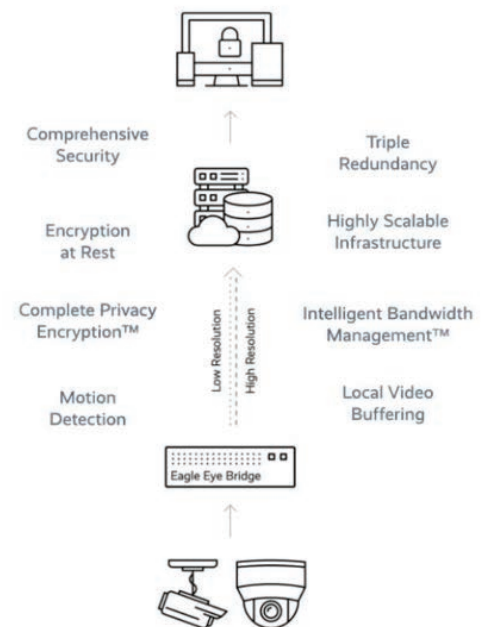 Comprehensive
Security
Triple
Redundancy
Encryption
at Rest
Highly Scalable
Infrastructure
Complete Privacy
Encryption™
Low Resolution
High Resolution
Intelligent Bandwidth
Management™
Motion
Detection
Local Video
Buffering
Eagle Eye Bridge